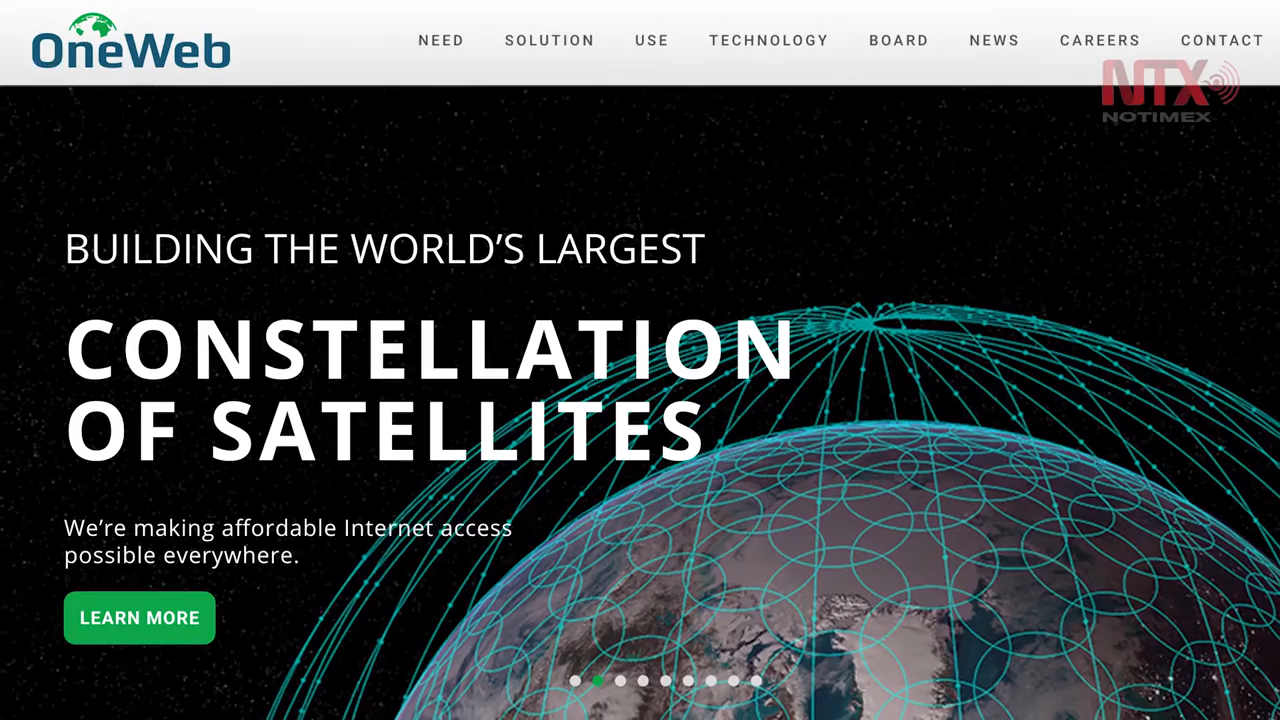 OneWeb
NEED SOLUTION USE TECHNOLOGY BOARD NEWS CAREERS CONTACT
NTX
NOTIMEX
BUILDING THE WORLD’S LARGEST
CONSTELLATION
OF SATELLITES
We’re making affordable Internet access
possible everywhere.
LEARN MORE